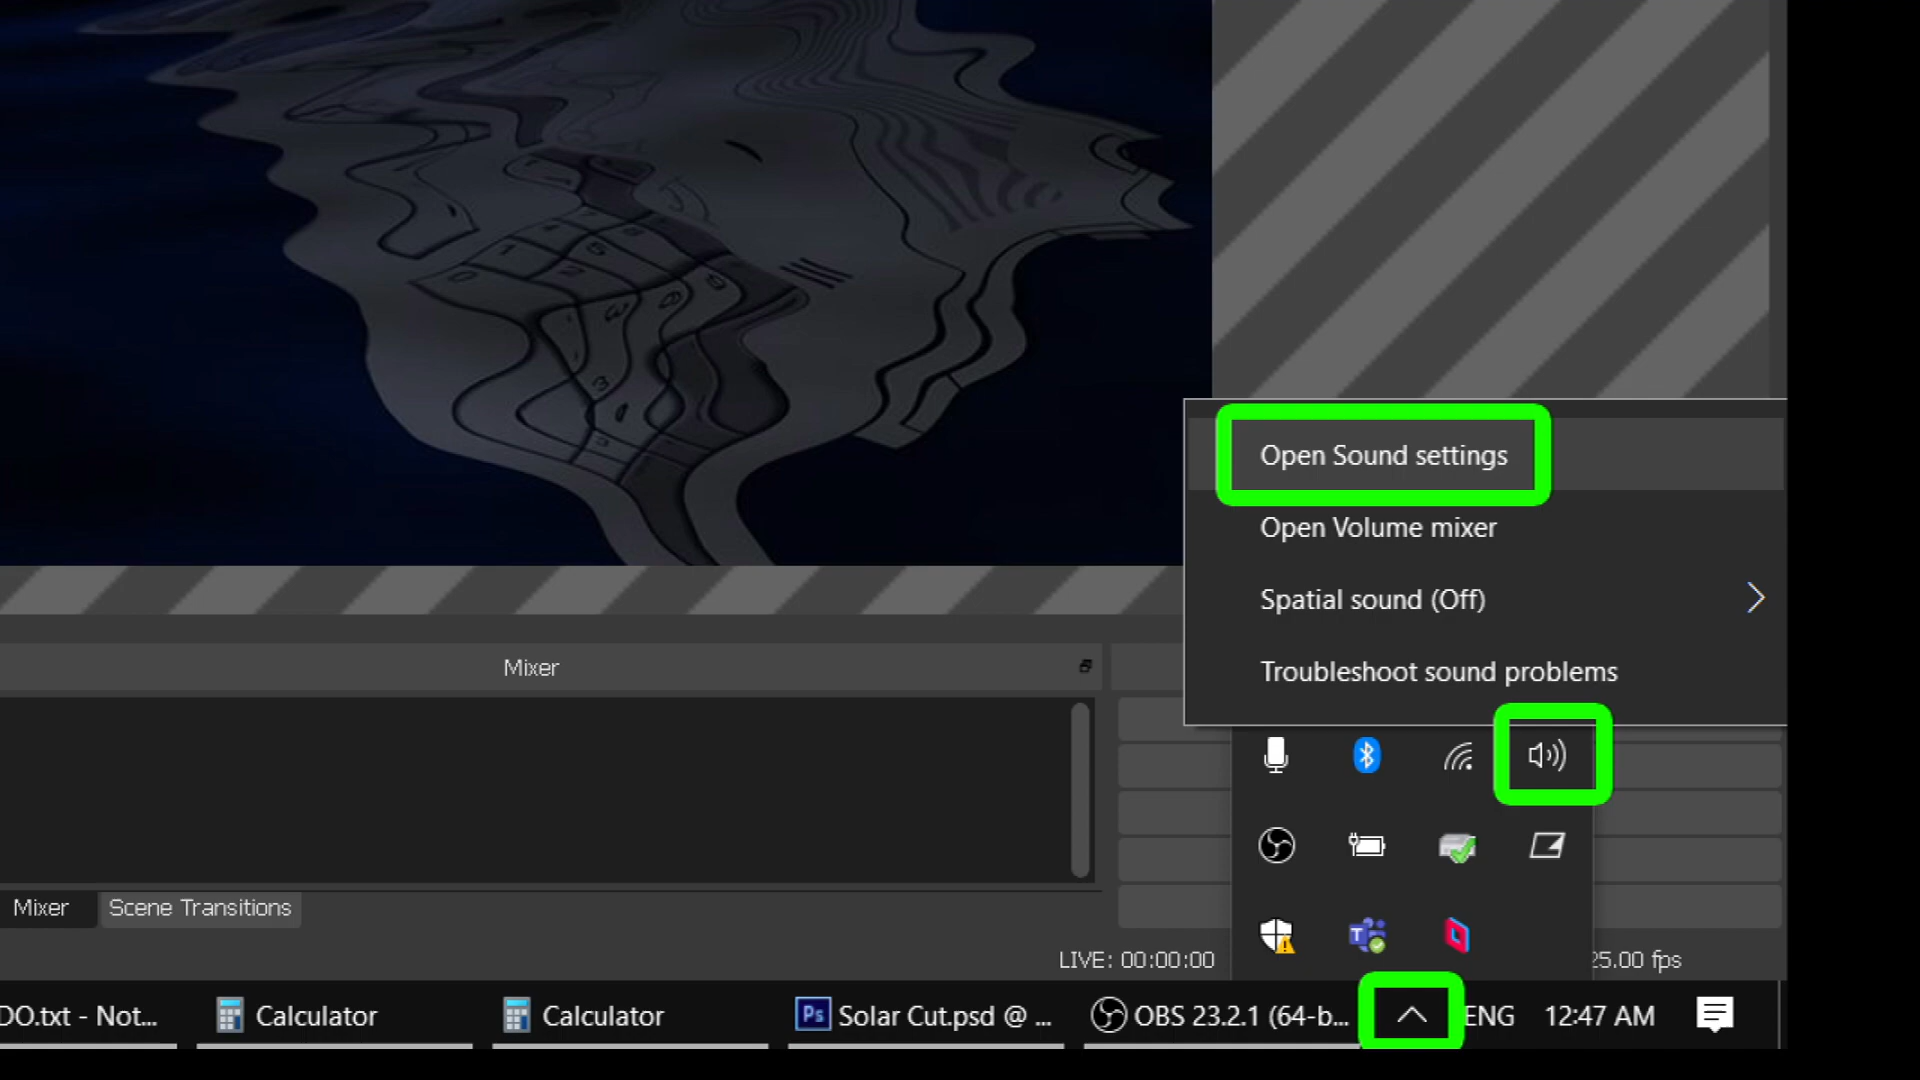 Open Sound settings
Open Volume mixer
Spatial sound (Off)
Troubleshoot sound problems
Mixer
Mixer
Scene Transitions
LIVE: 00:00:00
25.00 fps
DO.txt - Not...
Calculator
Calculator
Ps
Solar Cut.psd @ ...
OBS 23.2.1 (64-b...
ENG
12:47 AM